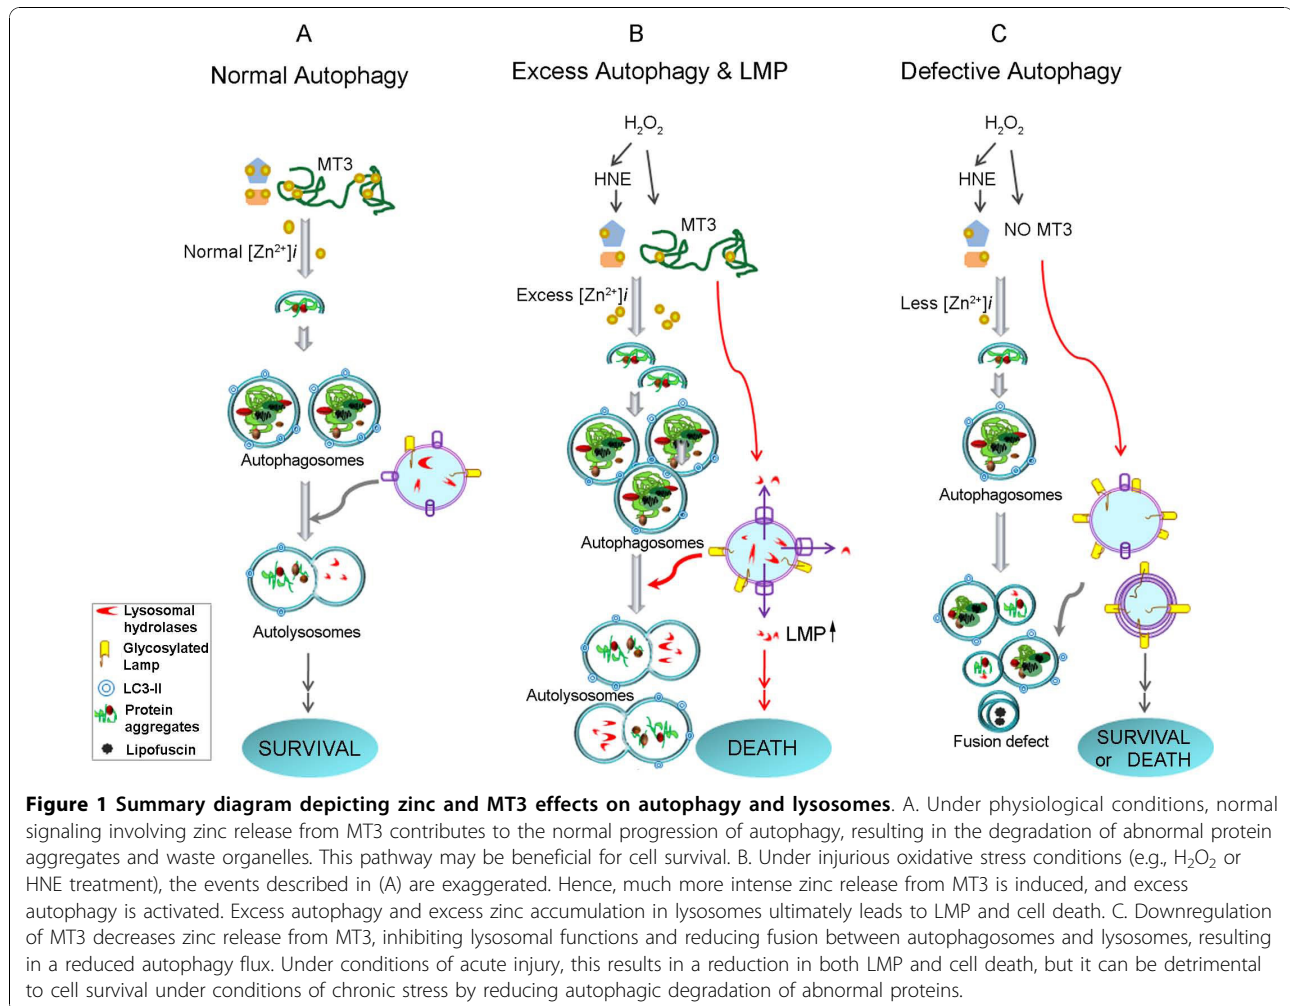 A
Normal Autophagy
MT3
Normal [Zn²⁺]i
Autophagosomes
Autolysosomes
SURVIVAL
Lysosomal
hydrolases
Glycosylated
Lamp
LC3-II
Protein
aggregates
Lipofuscin
B
Excess Autophagy & LMP
H₂O₂
HNE
MT3
Excess [Zn²⁺]i
Autophagosomes
LMP
Autolysosomes
DEATH
C
Defective Autophagy
H₂O₂
HNE
NO MT3
Less [Zn²⁺]i
Autophagosomes
Fusion defect
SURVIVAL
or DEATH
Figure 1 Summary diagram depicting zinc and MT3 effects on autophagy and lysosomes. A. Under physiological conditions, normal
signaling involving zinc release from MT3 contributes to the normal progression of autophagy, resulting in the degradation of abnormal protein
aggregates and waste organelles. This pathway may be beneficial for cell survival. B. Under injurious oxidative stress conditions (e.g., H₂O₂ or
HNE treatment), the events described in (A) are exaggerated. Hence, much more intense zinc release from MT3 is induced, and excess
autophagy is activated. Excess autophagy and excess zinc accumulation in lysosomes ultimately leads to LMP and cell death. C. Downregulation
of MT3 decreases zinc release from MT3, inhibiting lysosomal functions and reducing fusion between autophagosomes and lysosomes, resulting
in a reduced autophagy flux. Under conditions of acute injury, this results in a reduction in both LMP and cell death, but it can be detrimental
to cell survival under conditions of chronic stress by reducing autophagic degradation of abnormal proteins.